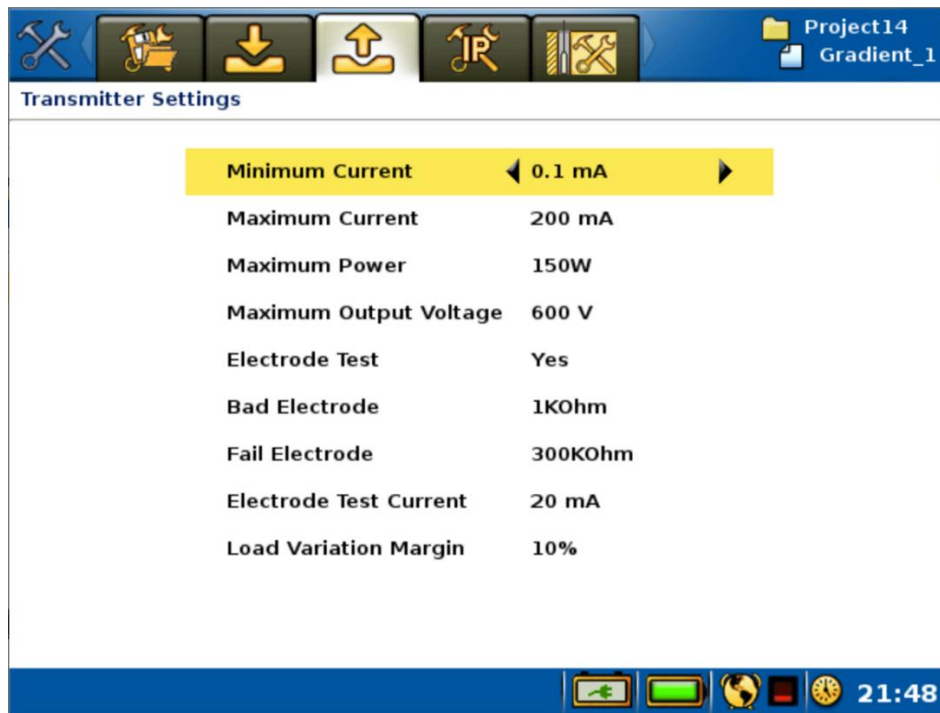 IR
Project14
Gradient_1
Transmitter Settings
Minimum Current 0.1 mA
Maximum Current 200 mA
Maximum Power 150W
Maximum Output Voltage 600 V
Electrode Test Yes
Bad Electrode 1KOhm
Fail Electrode 300KOhm
Electrode Test Current 20 mA
Load Variation Margin 10%
21:48